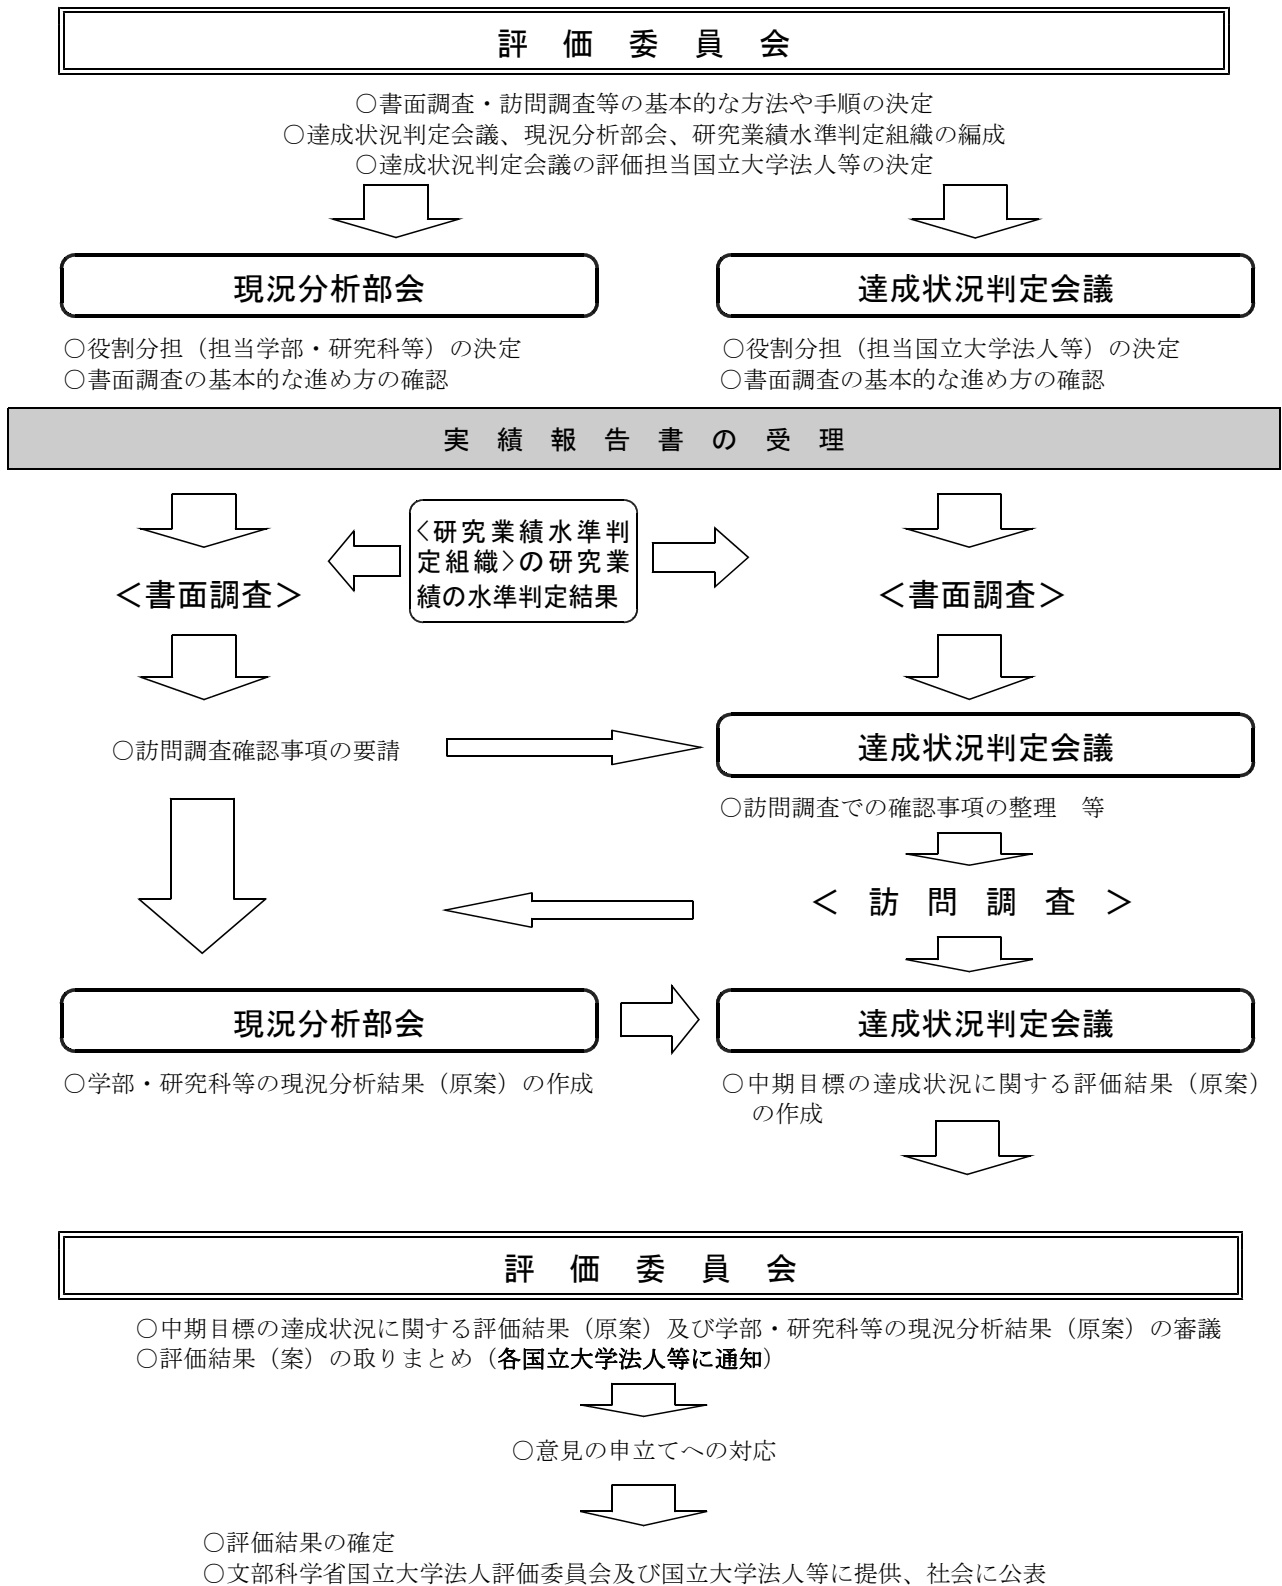 評価委員会
○書面調査・訪問調査等の基本的な方法や手順の決定
○達成状況判定会議、現況分析部会、研究業績水準判定組織の編成
○達成状況判定会議の評価担当国立大学法人等の決定
現況分析部会
○役割分担（担当学部・研究科等）の決定
○書面調査の基本的な進め方の確認
達成状況判定会議
○役割分担（担当国立大学法人等）の決定
○書面調査の基本的な進め方の確認
実績報告書の受理
＜書面調査＞
〈研究業績水準判
定組織〉の研究業
績の水準判定結果
＜書面調査＞
○訪問調査確認事項の要請
達成状況判定会議
○訪問調査での確認事項の整理　等
＜訪問調査＞
現況分析部会
○学部・研究科等の現況分析結果（原案）の作成
達成状況判定会議
○中期目標の達成状況に関する評価結果（原案）
の作成
評価委員会
○中期目標の達成状況に関する評価結果（原案）及び学部・研究科等の現況分析結果（原案）の審議
○評価結果（案）の取りまとめ（各国立大学法人等に通知）
○意見の申立てへの対応
○評価結果の確定
○文部科学省国立大学法人評価委員会及び国立大学法人等に提供、社会に公表